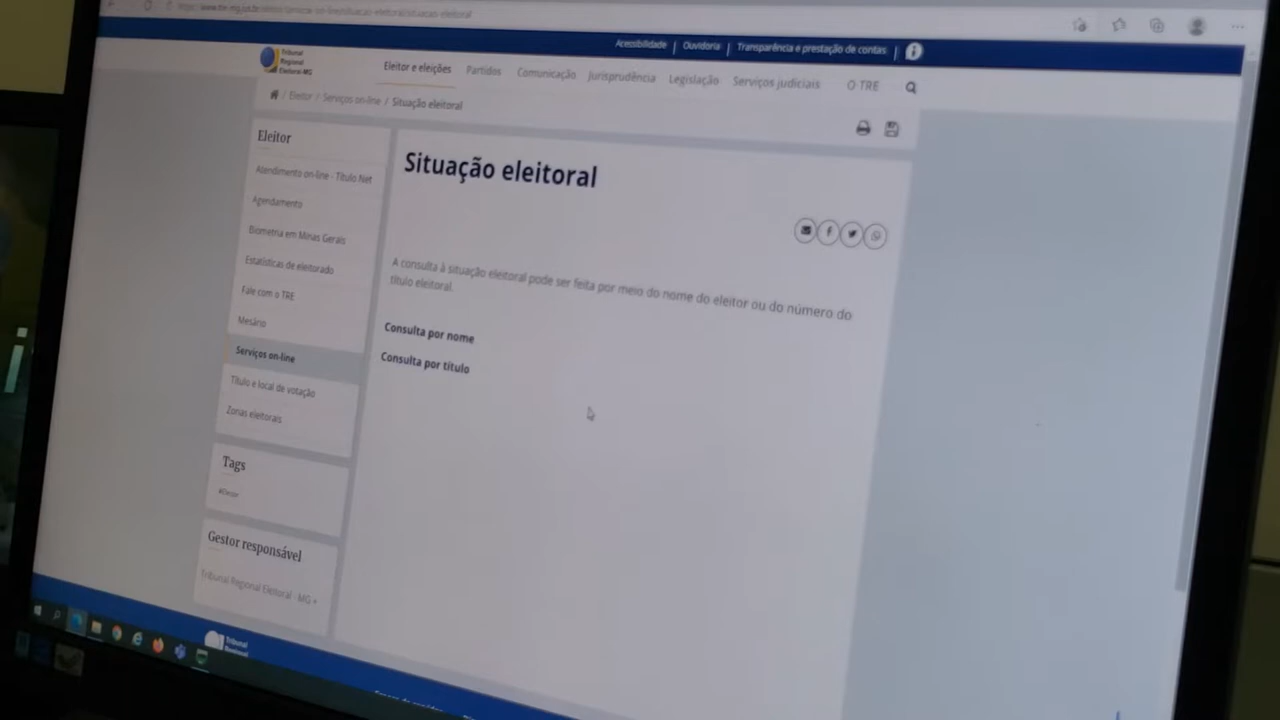 Acessibilidade | Ouvidoria | Transparência e prestação de contas |
Tribunal
Regional
Eleitoral-MG
Eleitor e eleições Partidos Comunicação Jurisprudência Legislação Serviços judiciais O TRE
/ Eleitor / Serviços on-line / Situação eleitoral
Eleitor
Atendimento on-line - Título Net
Agendamento
Biometria em Minas Gerais
Estatísticas de eleitorado
Fale com o TRE
Mesário
Serviços on-line
Título e local de votação
Zonas eleitorais
Tags
#Eleitor
Gestor responsável
Tribunal Regional Eleitoral - MG +
Situação eleitoral
A consulta à situação eleitoral pode ser feita por meio do nome do eleitor ou do número do
título eleitoral.
Consulta por nome
Consulta por título
Tribunal
Regional